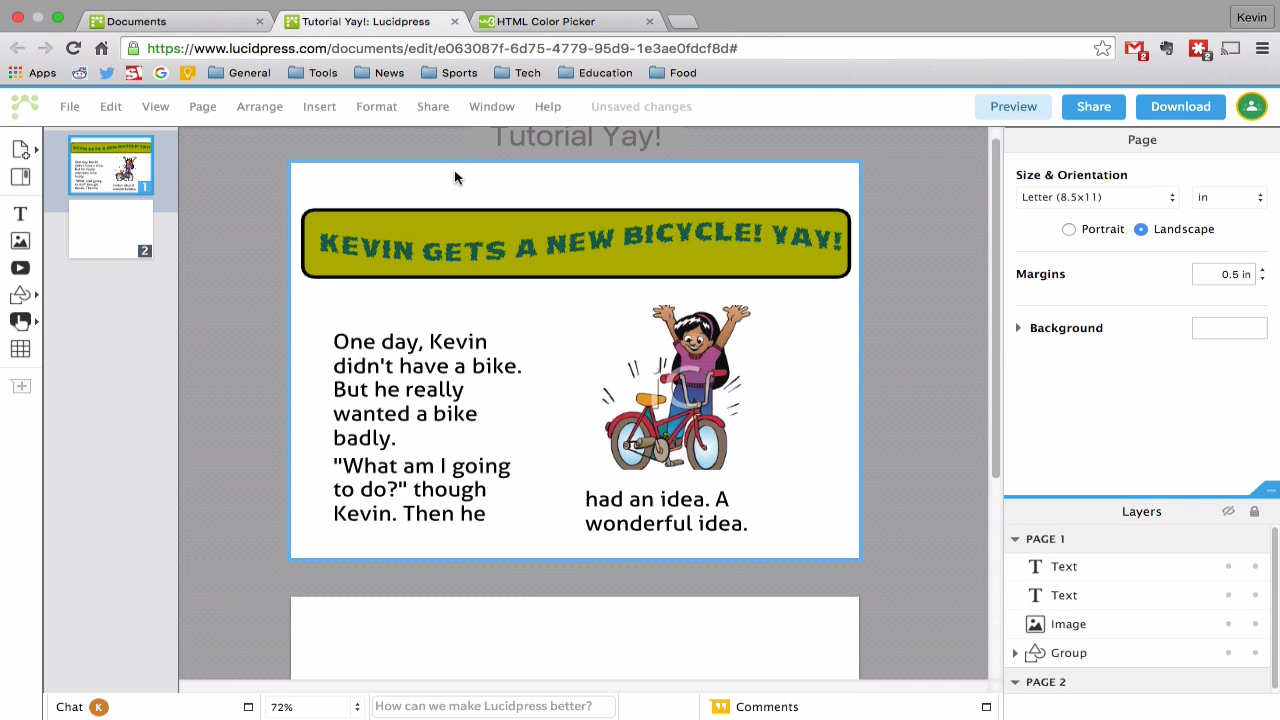 Documents
Tutorial Yay!: Lucidpress
HTML Color Picker
Kevin
https://www.lucidpress.com/documents/edit/e063087f-6d75-4779-95d9-1e3ae0fdcf8d#
2
2
Apps
General
Tools
News
Sports
Tech
Education
Food
File
Edit
View
Page
Arrange
Insert
Format
Share
Window
Help
Unsaved changes
Preview
Share
Download
Tutorial Yay!
KEVIN GETS A NEW BICYCLE! YAY!
One day, Kevin
didn't have a bike.
But he really
wanted a bike
badly.
"What am I going
to do?" though
Kevin. Then he
had an idea. A
wonderful idea.
1
2
Page
Size & Orientation
Letter (8.5x11)
in
Portrait
Landscape
Margins
0.5 in
Background
Layers
PAGE 1
Text
Text
Image
Group
PAGE 2
Chat
K
72%
How can we make Lucidpress better?
Comments